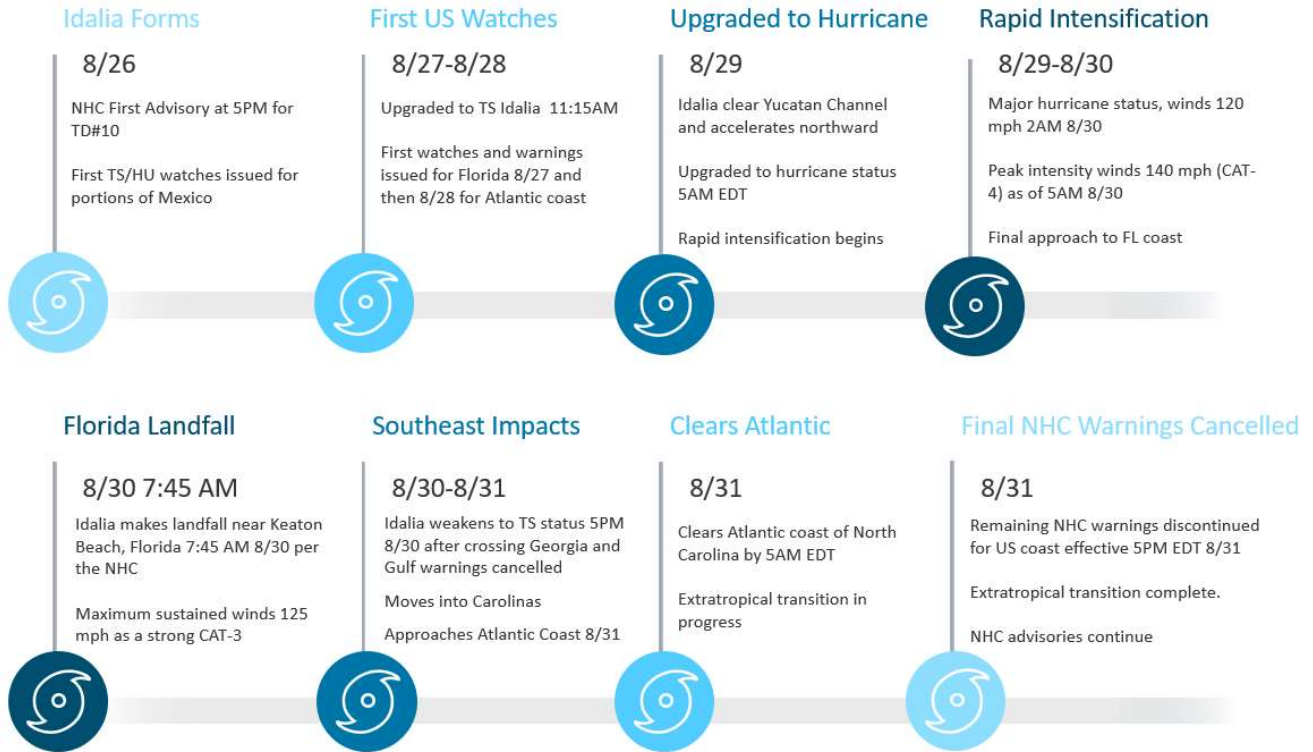 Idalia Forms
8/26
NHC First Advisory at 5PM for
TD#10
First TS/HU watches issued for
portions of Mexico
First US Watches
8/27-8/28
Upgraded to TS Idalia 11:15AM
First watches and warnings
issued for Florida 8/27 and
then 8/28 for Atlantic coast
Upgraded to Hurricane
8/29
Idalia clear Yucatan Channel
and accelerates northward
Upgraded to hurricane status
5AM EDT
Rapid intensification begins
Rapid Intensification
8/29-8/30
Major hurricane status, winds 120
mph 2AM 8/30
Peak intensity winds 140 mph (CAT-
4) as of 5AM 8/30
Final approach to FL coast
Florida Landfall
8/30 7:45 AM
Idalia makes landfall near Keaton
Beach, Florida 7:45 AM 8/30 per
the NHC
Maximum sustained winds 125
mph as a strong CAT-3
Southeast Impacts
8/30-8/31
Idalia weakens to TS status 5PM
8/30 after crossing Georgia and
Gulf warnings cancelled
Moves into Carolinas
Approaches Atlantic Coast 8/31
Clears Atlantic
8/31
Clears Atlantic coast of North
Carolina by 5AM EDT
Extratropical transition in
progress
Final NHC Warnings Cancelled
8/31
Remaining NHC warnings discontinued
for US coast effective 5PM EDT 8/31
Extratropical transition complete.
NHC advisories continue